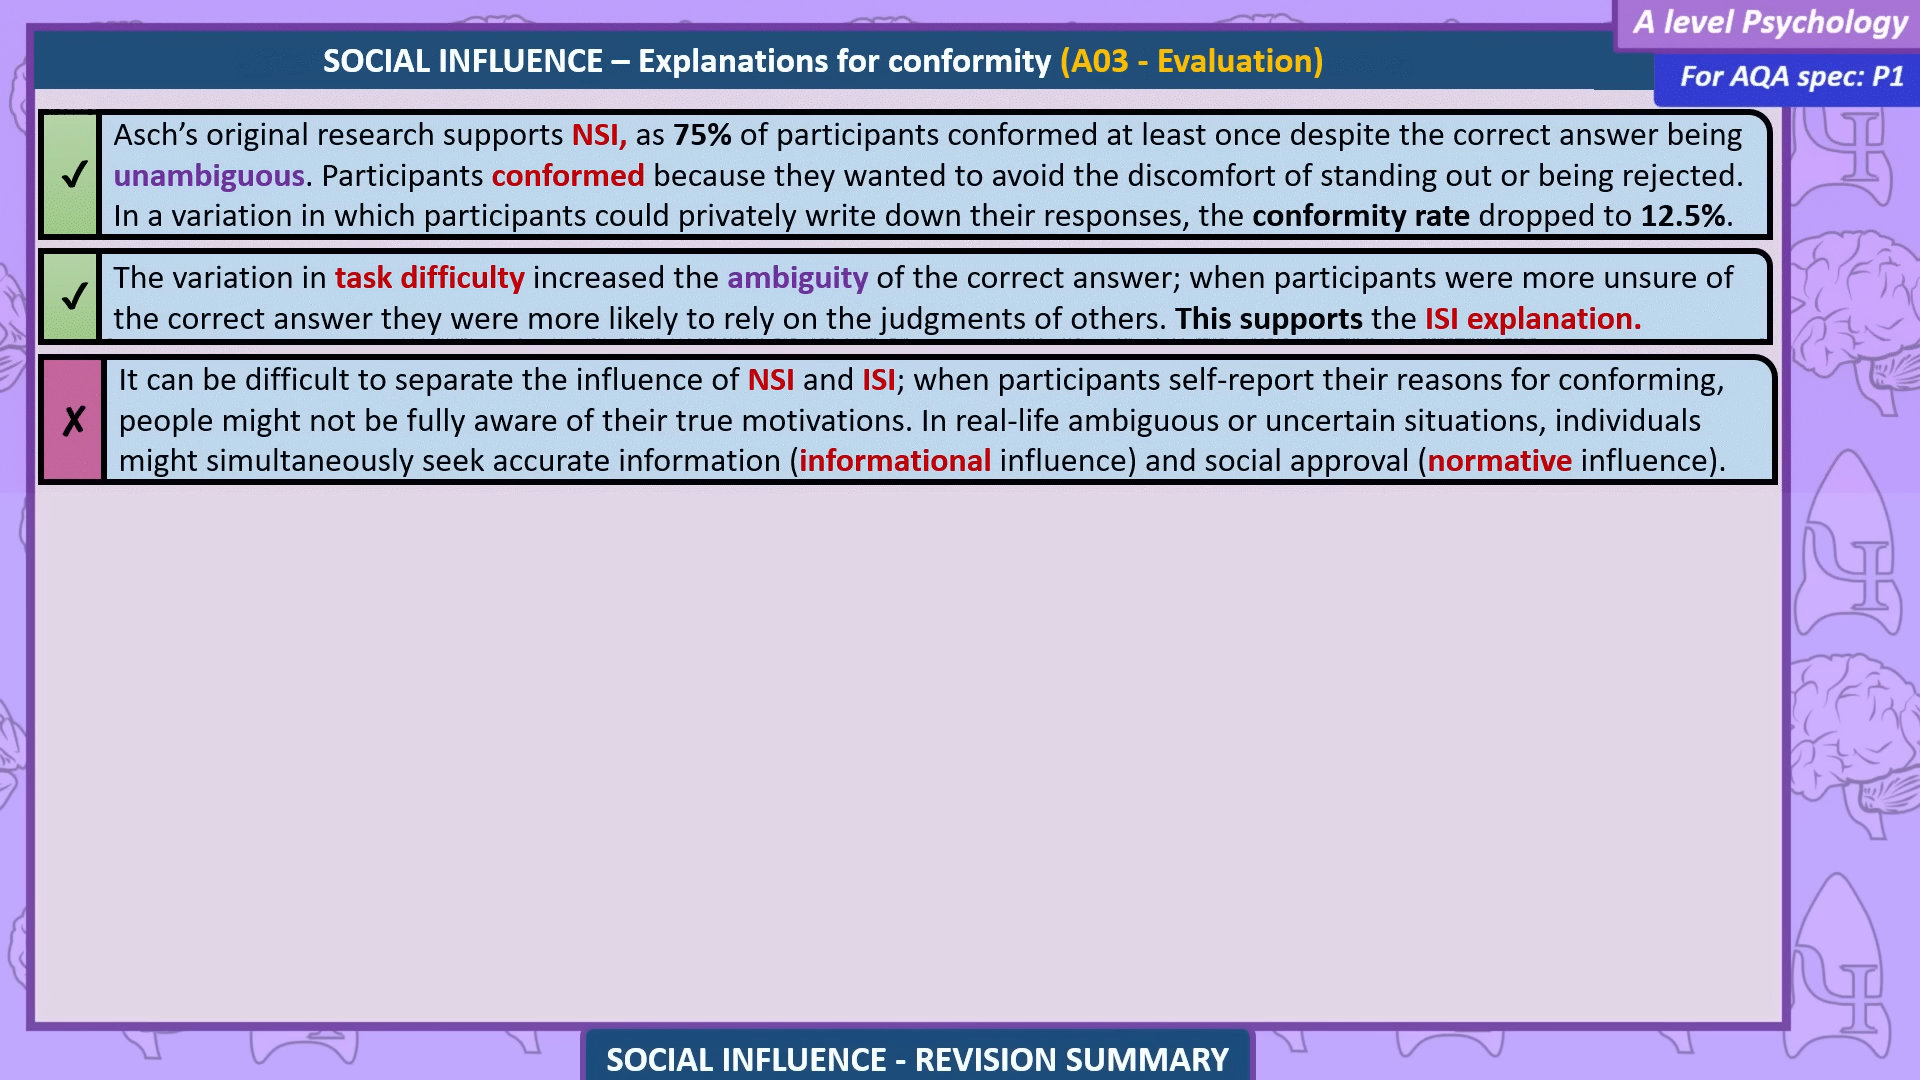 A level Psychology
SOCIAL INFLUENCE – Explanations for conformity (A03 - Evaluation)
For AQA spec: P1
✓
Asch’s original research supports NSI, as 75% of participants conformed at least once despite the correct answer being
unambiguous. Participants conformed because they wanted to avoid the discomfort of standing out or being rejected.
In a variation in which participants could privately write down their responses, the conformity rate dropped to 12.5%.
✓
The variation in task difficulty increased the ambiguity of the correct answer; when participants were more unsure of
the correct answer they were more likely to rely on the judgments of others. This supports the ISI explanation.
✗
It can be difficult to separate the influence of NSI and ISI; when participants self-report their reasons for conforming,
people might not be fully aware of their true motivations. In real-life ambiguous or uncertain situations, individuals
might simultaneously seek accurate information (informational influence) and social approval (normative influence).
SOCIAL INFLUENCE - REVISION SUMMARY